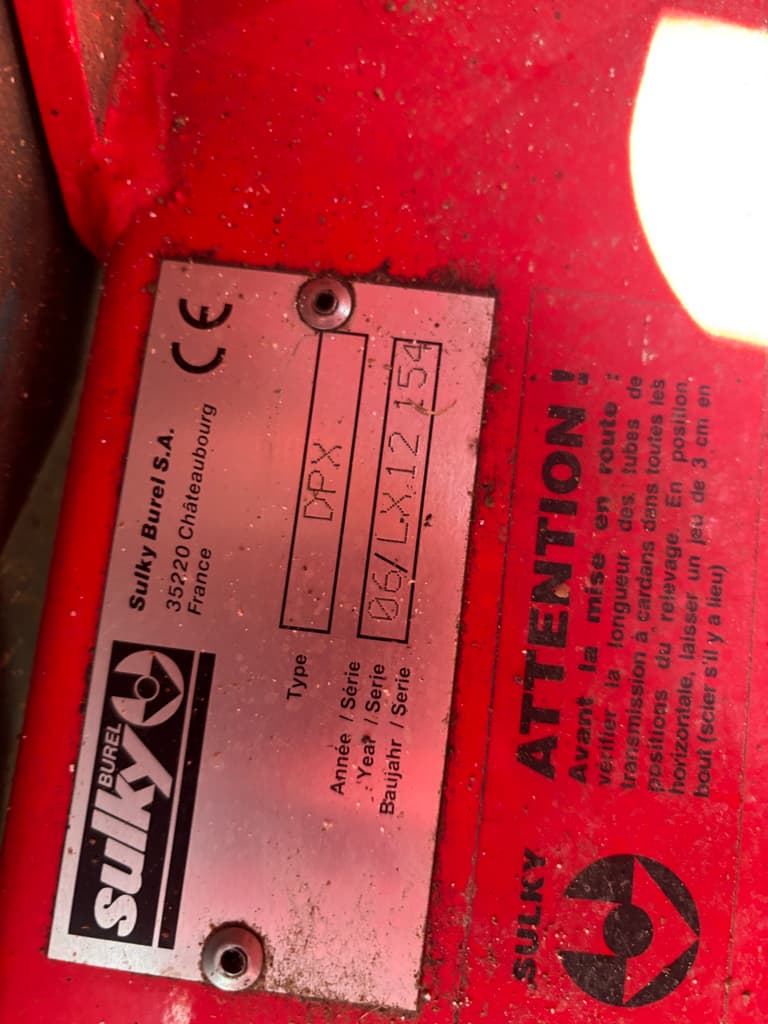 sulky
BUREL
Sulky Burel S.A.
35220 Châteaubourg
France
CE
Type
DPX
Année / Série
Year / Serie
Baujahr / Serie
06/LX12 154
SULKY
ATTENTION !
Avant la mise en route :
vérifier la longueur des tubes de
transmission à cardans dans toutes les
positions du relevage. En position
horizontale, laisser un jeu de 3 cm en
bout (scier s'il y a lieu)